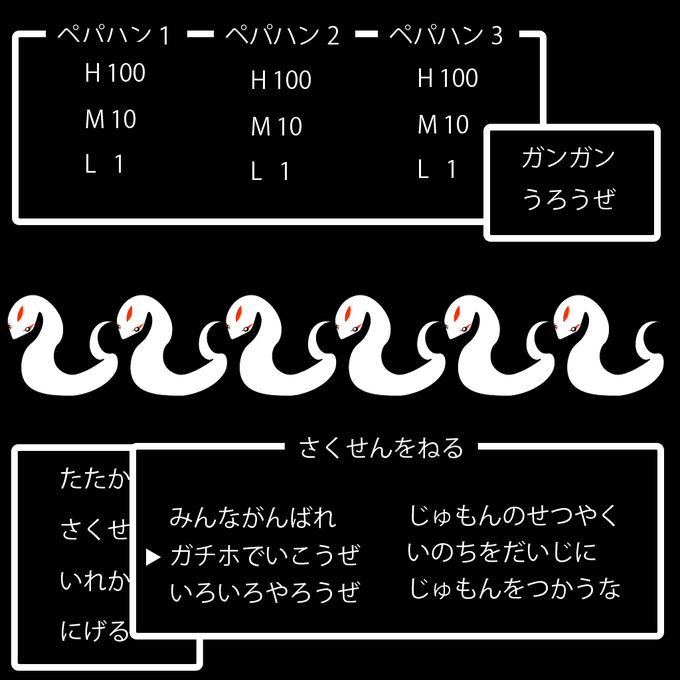 ペパハン 1 ペパハン 2 ペパハン 3
H 100 H 100 H 100
M 10 M 10 M 10
L 1 L 1 L 1
ガンガン
うろうぜ
さくせんをねる
たたか
さくせ
いれか
にげる
みんながんばれ
▶ガチホでいこうぜ
いろいろやろうぜ
じゅもんのせつやく
いのちをだいじに
じゅもんをつかうな